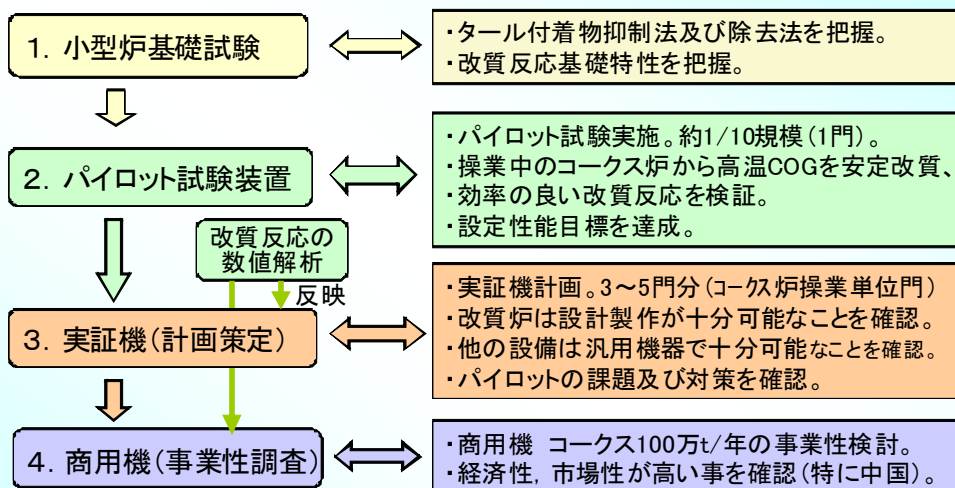 1. 小型炉基礎試験
・タール付着物抑制法及び除去法を把握。
・改質反応基礎特性を把握。
2. パイロット試験装置
・パイロット試験実施。約1/10規模(1門)。
・操業中のコークス炉から高温COGを安定改質、
・効率の良い改質反応を検証。
・設定性能目標を達成。
改質反応の
数値解析
反映
3. 実証機(計画策定)
・実証機計画。3～5門分(コークス炉操業単位門)
・改質炉は設計製作が十分可能なことを確認。
・他の設備は汎用機器で十分可能なことを確認。
・パイロットの課題及び対策を確認。
4. 商用機(事業性調査)
・商用機 コークス100万t/年の事業性検討。
・経済性, 市場性が高い事を確認(特に中国)。